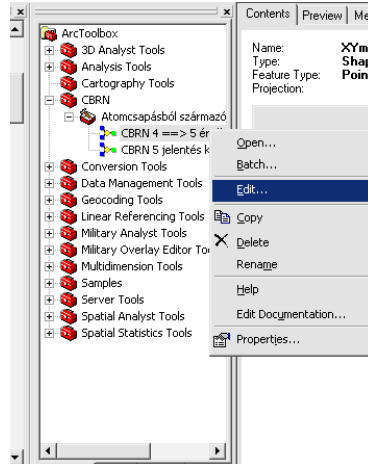 Contents Preview Me
ArcToolbox
3D Analyst Tools
Analysis Tools
Cartography Tools
CBRN
Atomcsapásból származó
CBRN 4 ==> 5
CBRN 5 jelentés k
Conversion Tools
Data Management Tools
Geocoding Tools
Linear Referencing Tools
Military Analyst Tools
Military Overlay Editor To
Multidimension Tools
Samples
Server Tools
Spatial Analyst Tools
Spatial Statistics Tools
Name: XYm
Type: Shap
Feature Type: Poin
Projection:
Open...
Batch...
Edit...
Copy
Delete
Rename
Help
Edit Documentation...
Properties...